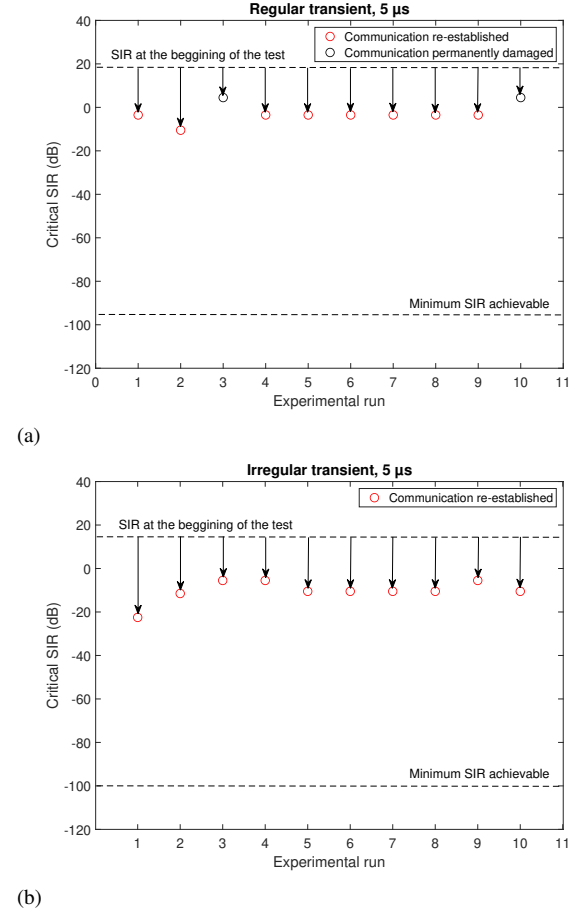 Regular transient, 5 µs
40
20
0
-20
-40
-60
-80
-100
-120
Critical SIR (dB)
Communication re-established
Communication permanently damaged
SIR at the beggining of the test
Minimum SIR achievable
0 1 2 3 4 5 6 7 8 9 10 11
Experimental run
(a)
Irregular transient, 5 µs
40
20
0
-20
-40
-60
-80
-100
-120
Critical SIR (dB)
Communication re-established
SIR at the beggining of the test
Minimum SIR achievable
1 2 3 4 5 6 7 8 9 10 11
Experimental run
(b)